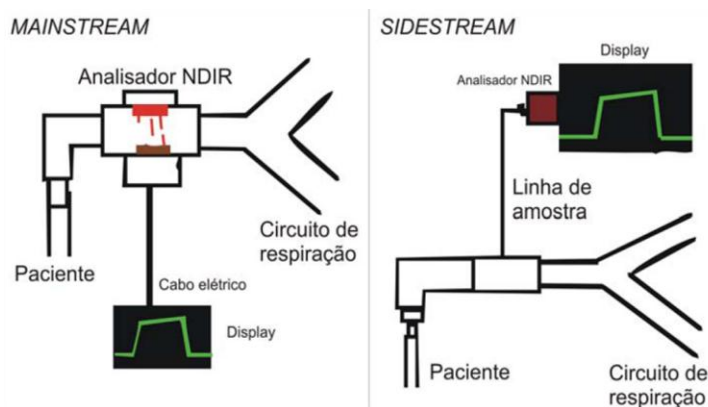 MAINSTREAM
Analisador NDIR
Paciente
Circuito de
respiração
Cabo elétrico
Display
SIDESTREAM
Display
Analisador NDIR
Linha de
amostra
Paciente
Circuito de
respiração